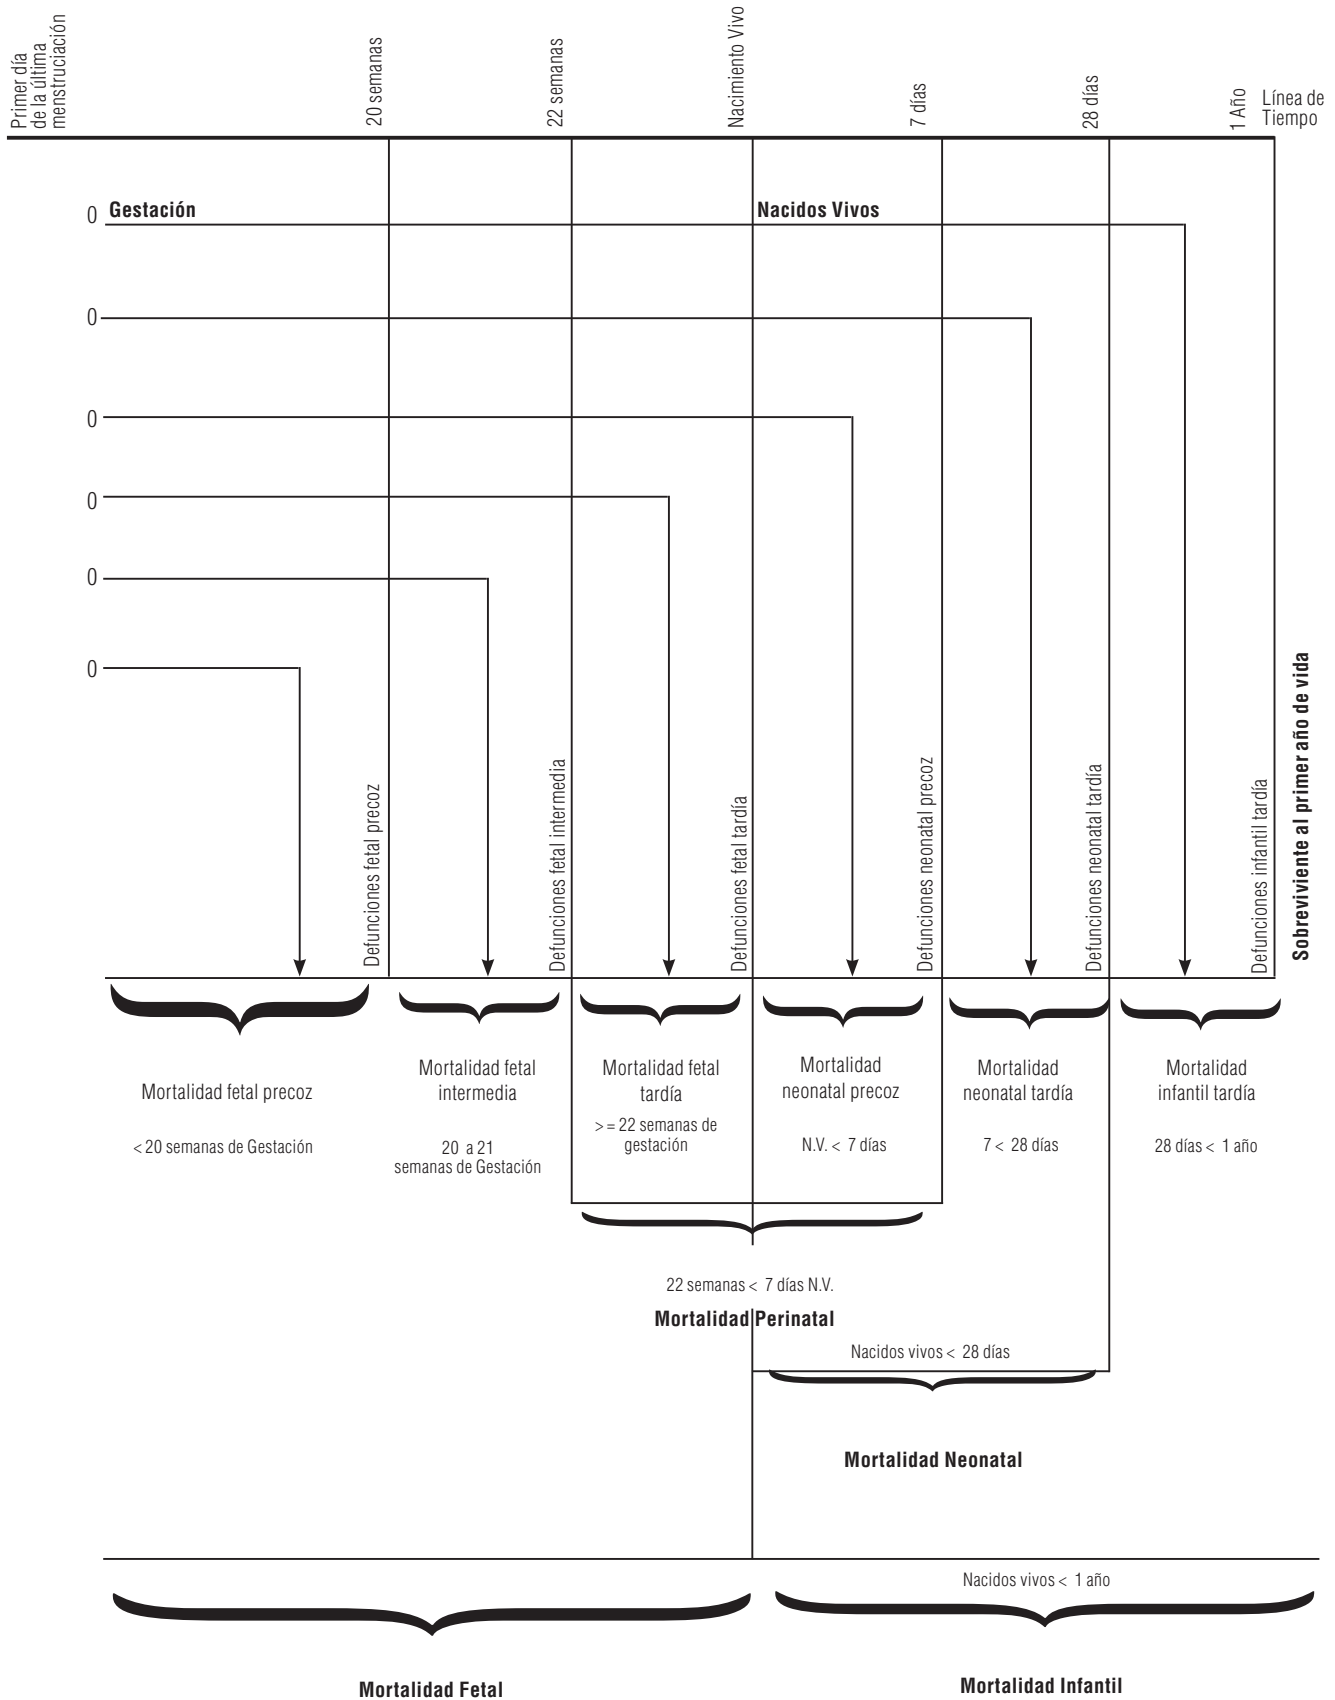 Primer día
de la última
menstruciación
20 semanas
22 semanas
Nacimiento Vivo
7 días
28 días
1 Año
Línea de
Tiempo
0 Gestación
Nacidos Vivos
0
0
0
0
0
Defunciones fetal precoz
Defunciones fetal intermedia
Defunciones fetal tardía
Defunciones neonatal precoz
Defunciones neonatal tardía
Defunciones infantil tardía
Sobreviviente al primer año de vida
Mortalidad fetal precoz
< 20 semanas de Gestación
Mortalidad fetal
intermedia
20 a 21
semanas de Gestación
Mortalidad fetal
tardía
> = 22 semanas de
gestación
Mortalidad
neonatal precoz
N.V. < 7 días
Mortalidad
neonatal tardía
7 < 28 días
Mortalidad
infantil tardía
28 días < 1 año
22 semanas < 7 días N.V.
Mortalidad Perinatal
Nacidos vivos < 28 días
Mortalidad Neonatal
Nacidos vivos < 1 año
Mortalidad Fetal
Mortalidad Infantil